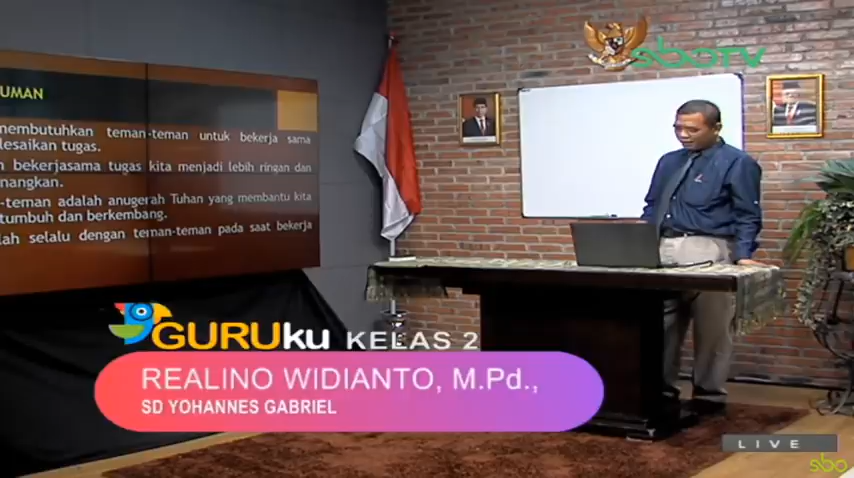 sboTV
UMAN
membutuhkan teman-teman untuk bekerja sama
lesaikan tugas.
bekerjasama tugas kita menjadi lebih ringan dan
nangkan.
-teman adalah anugerah Tuhan yang membantu kita
tumbuh dan berkembang.
lah selalu dengan teman-teman pada saat bekerja
GURUku KELAS 2
REALINO WIDIANTO, M.Pd.,
SD YOHANNES GABRIEL
LIVE
sbo